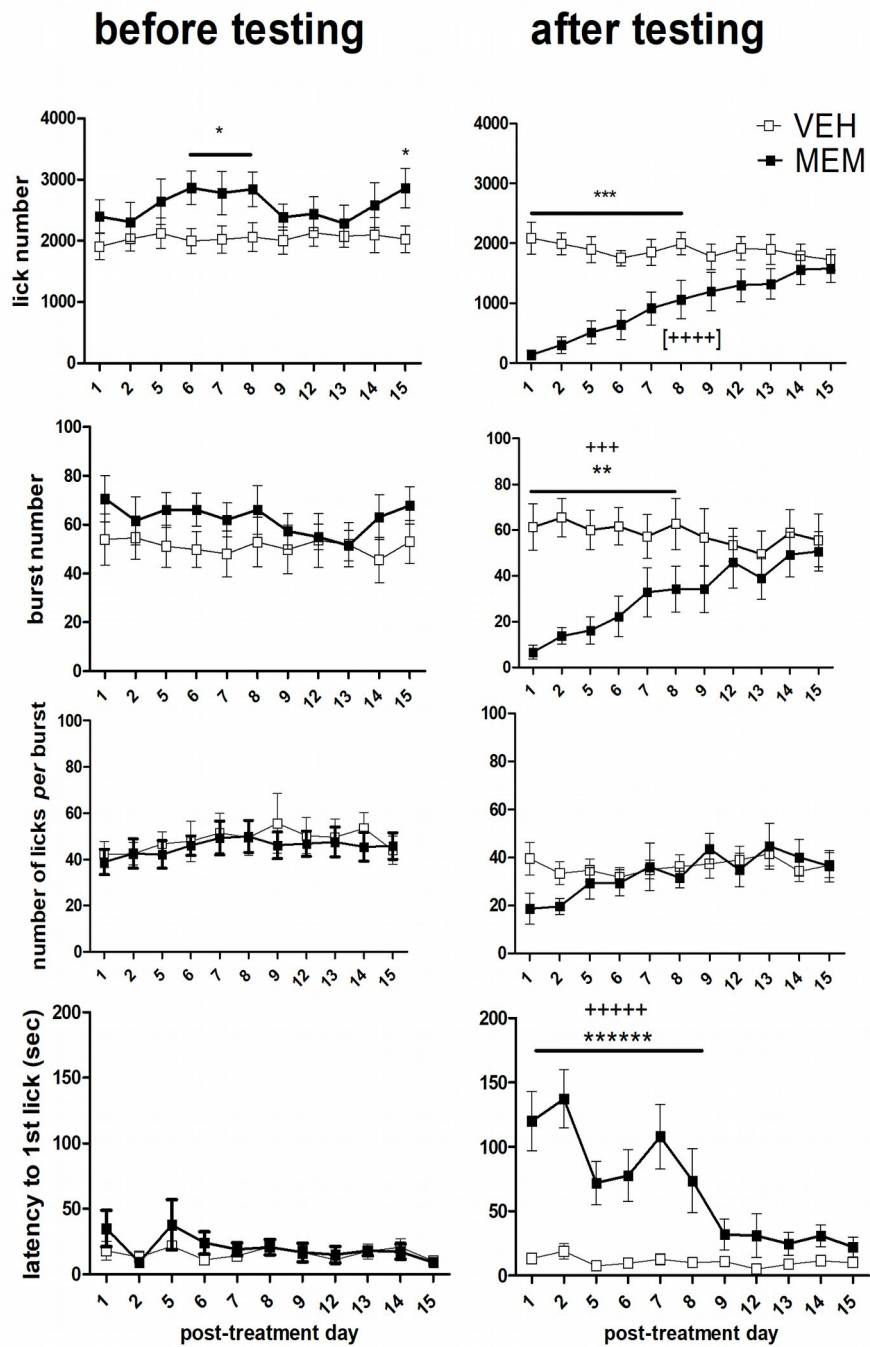 before testing
after testing
lick number
4000
3000
2000
1000
0
*
*
1 2 5 6 7 8 9 12 13 14 15
4000
3000
2000
1000
0
***
[++++]
VEH
MEM
1 2 5 6 7 8 9 12 13 14 15
burst number
100
80
60
40
20
0
1 2 5 6 7 8 9 12 13 14 15
100
80
60
40
20
0
+++
**
1 2 5 6 7 8 9 12 13 14 15
number of licks per burst
100
80
60
40
20
0
1 2 5 6 7 8 9 12 13 14 15
100
80
60
40
20
0
1 2 5 6 7 8 9 12 13 14 15
latency to 1st lick (sec)
200
150
100
50
0
1 2 5 6 7 8 9 12 13 14 15
post-treatment day
200
150
100
50
0
+++++
******
1 2 5 6 7 8 9 12 13 14 15
post-treatment day